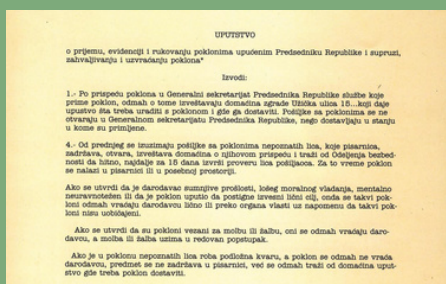 UPUTSTVO
o prijemu, evidenciji i rukovanju poklonima upućenim Predsedniku Republike i supruzi,
zahvaljivanju i uzvraćanju poklona*
Izvodi:
1.- Po prispeću poklona u Generalni sekretarijat Predsednika Republike službe koje
prime poklon, odmah o tome izveštavaju domaćina zgrade Užička ulica 15...koji daje
uputstvo šta treba uraditi s poklonom i gde ga dostaviti. Pošiljke sa poklonima se ne
otvaraju u Generalnom sekretarijatu Predsednika Republike, nego dostavljaju u stanju
u kome su primljene.
4.- Od prednjeg se izuzimaju pošiljke sa poklonima nepoznatih lica, koje pisarnica,
zadržava, otvara, izveštava domaćina o njihovom prispeću i traži od Odeljenja bezbed-
nosti da hitno, najdalje za 15 dana izvrši proveru lica pošiljaoca. Za to vreme poklon
se nalazi u pisarnici ili u posebnoj prostoriji.
Ako se utvrdi da je darodavac sumnjive prošlosti, lošeg moralnog vladanja, mentalno
neuravnotežen ili da je poklon uputio da postigne izvesni lični cilj, onda se takvi pok-
loni odmah vraćaju darodavcu lično ili preko organa vlasti uz napomenu da takvi pok-
loni nisu uobičajeni.
Ako se utvrdi da su pokloni vezani za molbu ili žalbu, oni se odmah vraćaju daro-
davcu, a molba ili žalba uzima u redovan popstupak.
Ako je u poklonu nepoznatih lica roba podložna kvaru, a poklon se odmah ne vraća
darodavcu, predmet se ne zadržava u pisarnici, već se odmah traži od domaćina uput-
stvo gde treba poklon dostaviti.